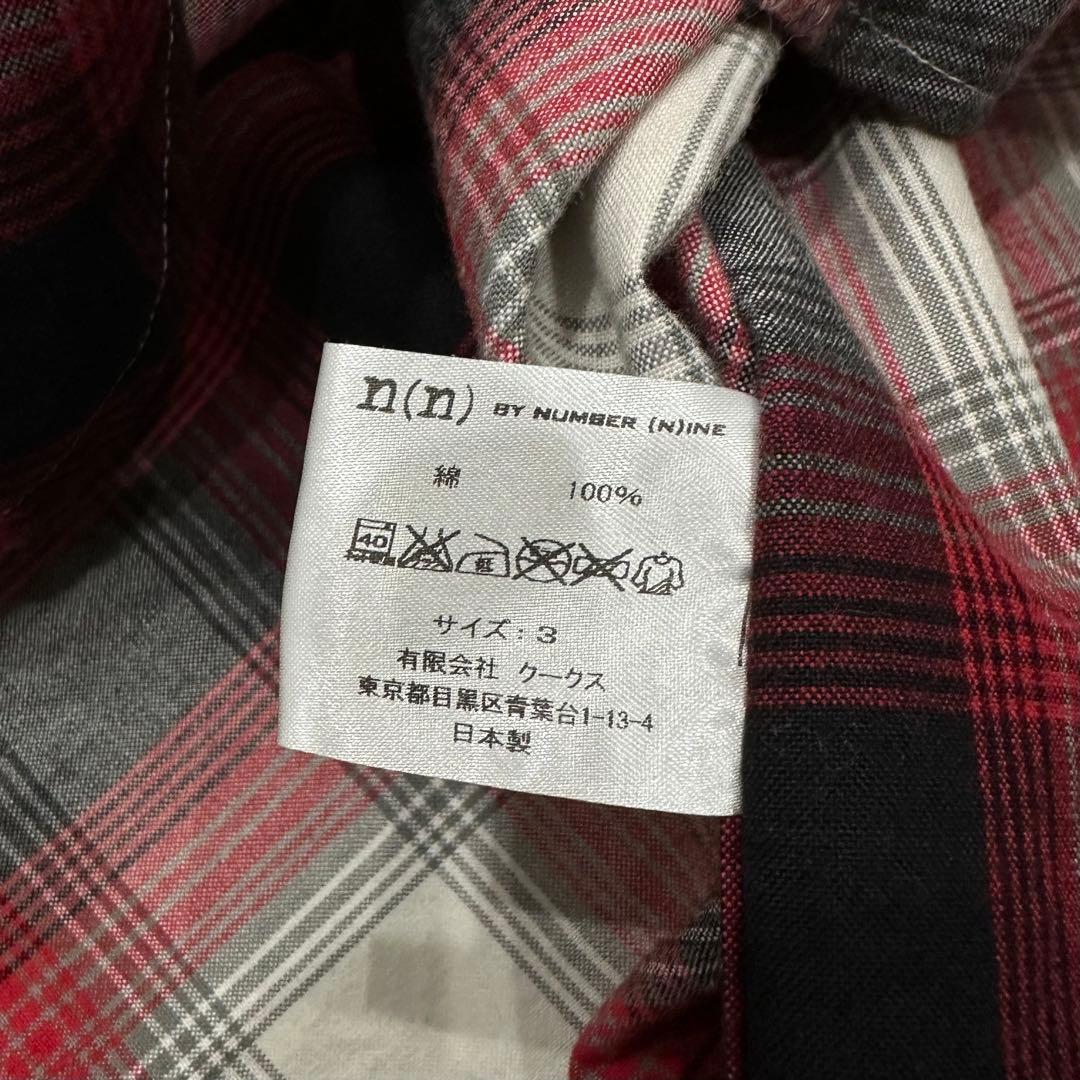 n(n) BY NUMBER (N)INE
綿 100%
40
サイズ : 3
有限会社 クークス
東京都目黒区青葉台1-13-4
日本製